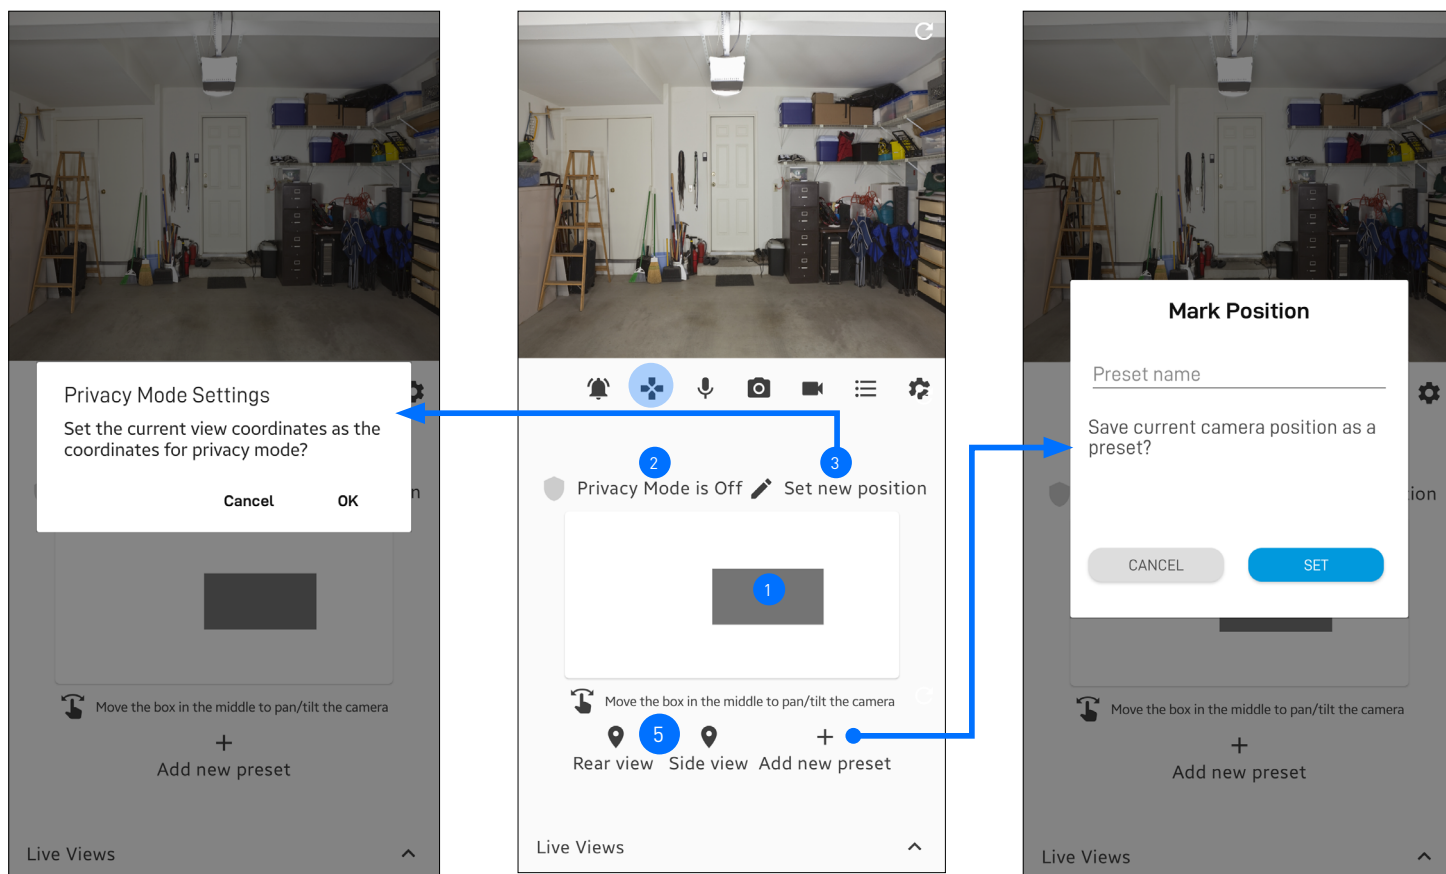 Privacy Mode Settings
Set the current view coordinates as the
coordinates for privacy mode?
Cancel OK
n
Move the box in the middle to pan/tilt the camera
Add new preset
Live Views
2
3
Privacy Mode is Off Set new position
1
Move the box in the middle to pan/tilt the camera
5
Rear view Side view Add new preset
Live Views
Mark Position
Preset name
Save current camera position as a
preset?
ion
CANCEL SET
Move the box in the middle to pan/tilt the camera
Add new preset
Live Views